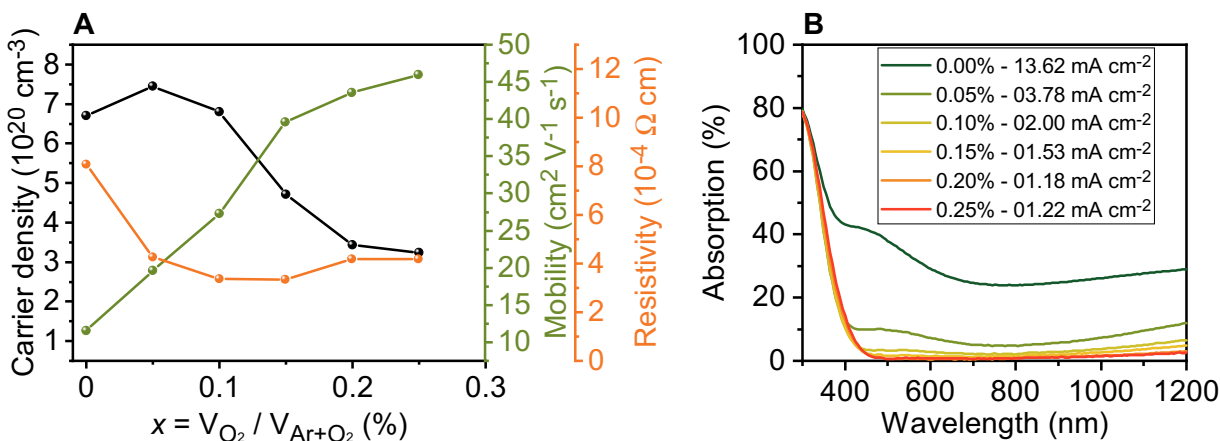 A
Carrier density (10²⁰ cm⁻³)
8
7
6
5
4
3
2
1
0
0.1
0.2
0.3
x = V_O₂ / V_Ar+O₂ (%)
50
45
40
35
30
25
20
15
10
Mobility (cm² V⁻¹ s⁻¹)
12
10
8
6
4
2
0
Resistivity (10⁻⁴ Ω cm)
B
Absorption (%)
100
80
60
40
20
0
0.00% - 13.62 mA cm⁻²
0.05% - 03.78 mA cm⁻²
0.10% - 02.00 mA cm⁻²
0.15% - 01.53 mA cm⁻²
0.20% - 01.18 mA cm⁻²
0.25% - 01.22 mA cm⁻²
400
600
800
1000
1200
Wavelength (nm)